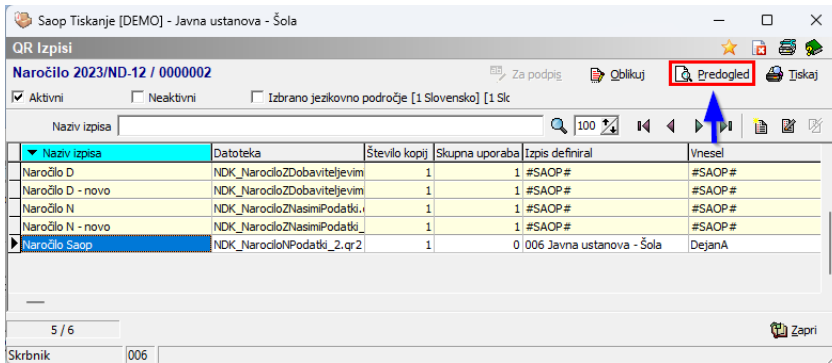 Saop Tiskanje [DEMO] - Javna ustanova - Šola
QR Izpisi
Naročilo 2023/ND-12 / 0000002 Za podpis Oblikuj Predogled Tiskaj
Aktivni Neaktivni Izbrano jezikovno področje [1 Slovensko] [1 Slc
Naziv izpisa 100
Naziv izpisa Datoteka Število kopij Skupna uporaba Izpis definiral Vnesel
Naročilo D NDK_NarociloZDobaviteljevim 1 1 #SAOP# #SAOP#
Naročilo D - novo NDK_NarociloZDobaviteljevim 1 1 #SAOP# #SAOP#
Naročilo N NDK_NarociloZNasimiPodatki. 1 1 #SAOP# #SAOP#
Naročilo N - novo NDK_NarociloZNasimiPodatki_ 1 1 #SAOP# #SAOP#
Naročilo Saop NDK_NarociloNPodatki_2.qr2 1 0 006 Javna ustanova - Šola DejanA
5 / 6 Zapri
Skrbnik 006